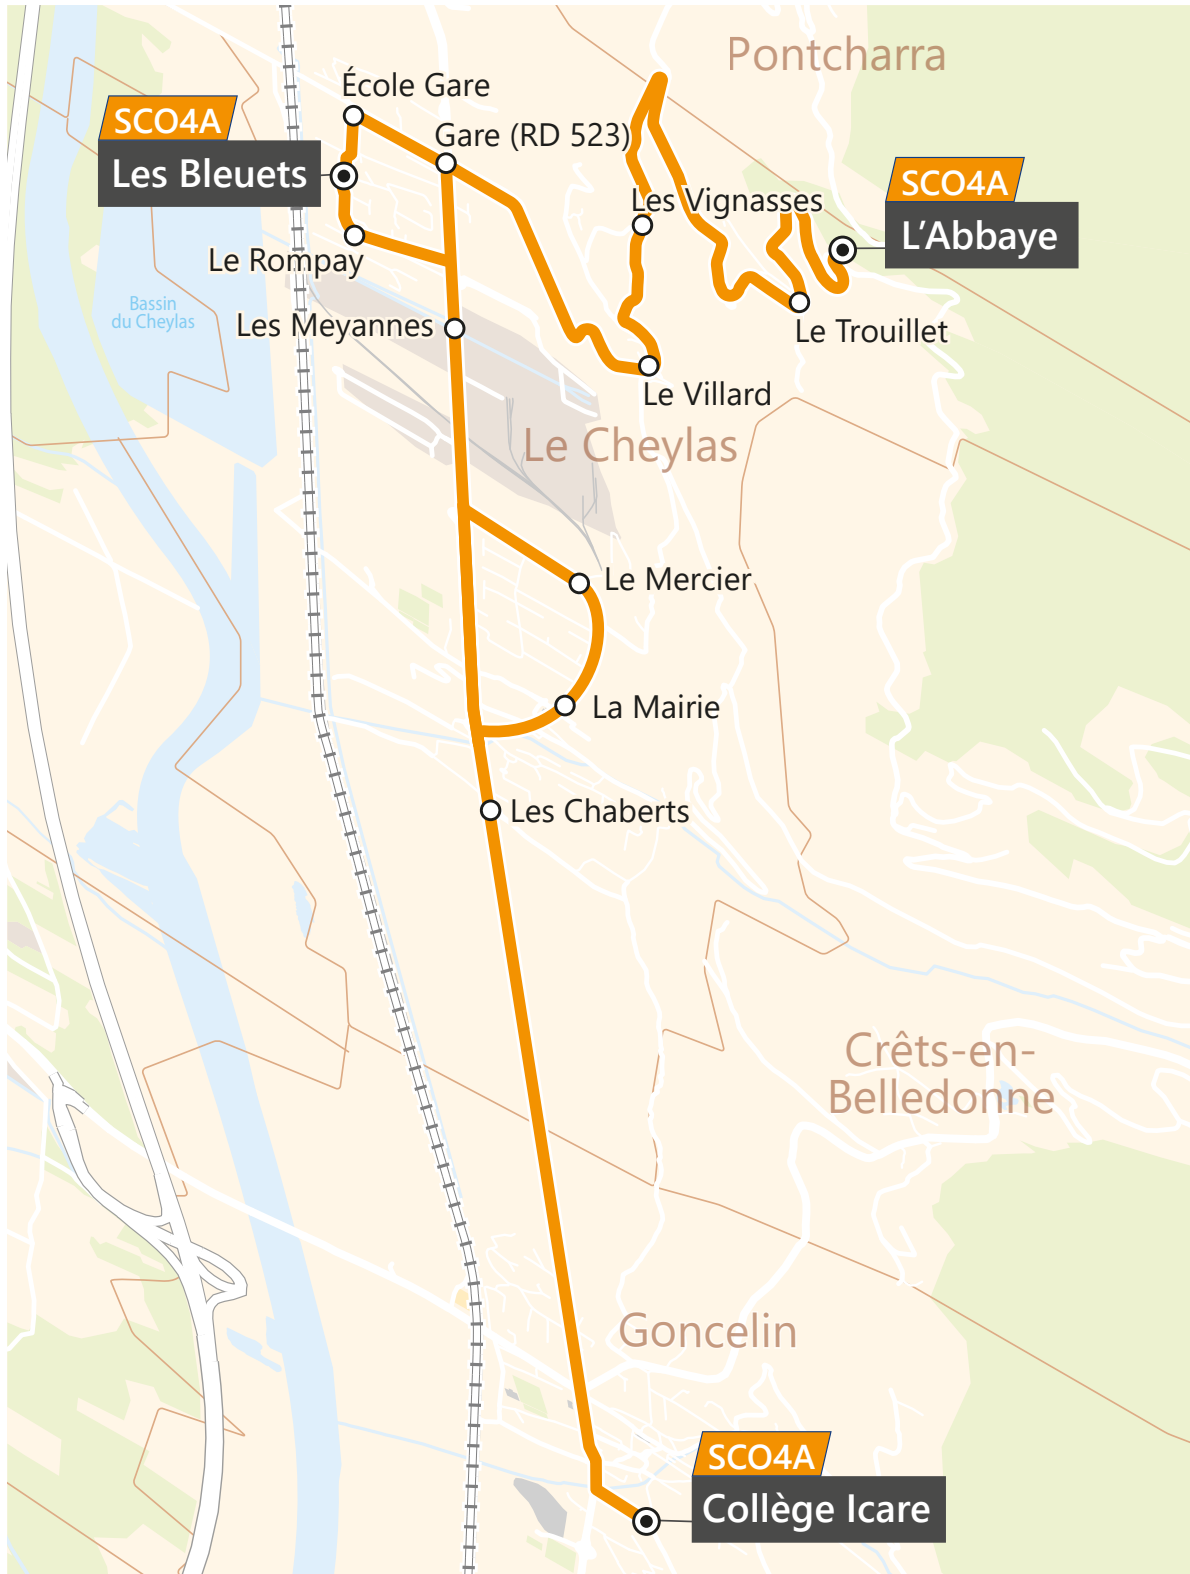 Pontcharra
École Gare
SCO4A
Les Bleuets
Gare (RD 523)
SCO4A
L'Abbaye
Les Vignasses
Le Rompay
Bassin
du Cheylas
Les Meyannes
Le Trouillet
Le Villard
Le Cheylas
Le Mercier
La Mairie
Les Chaberts
Crêts-en-
Belledonne
Goncelin
SCO4A
Collège Icare